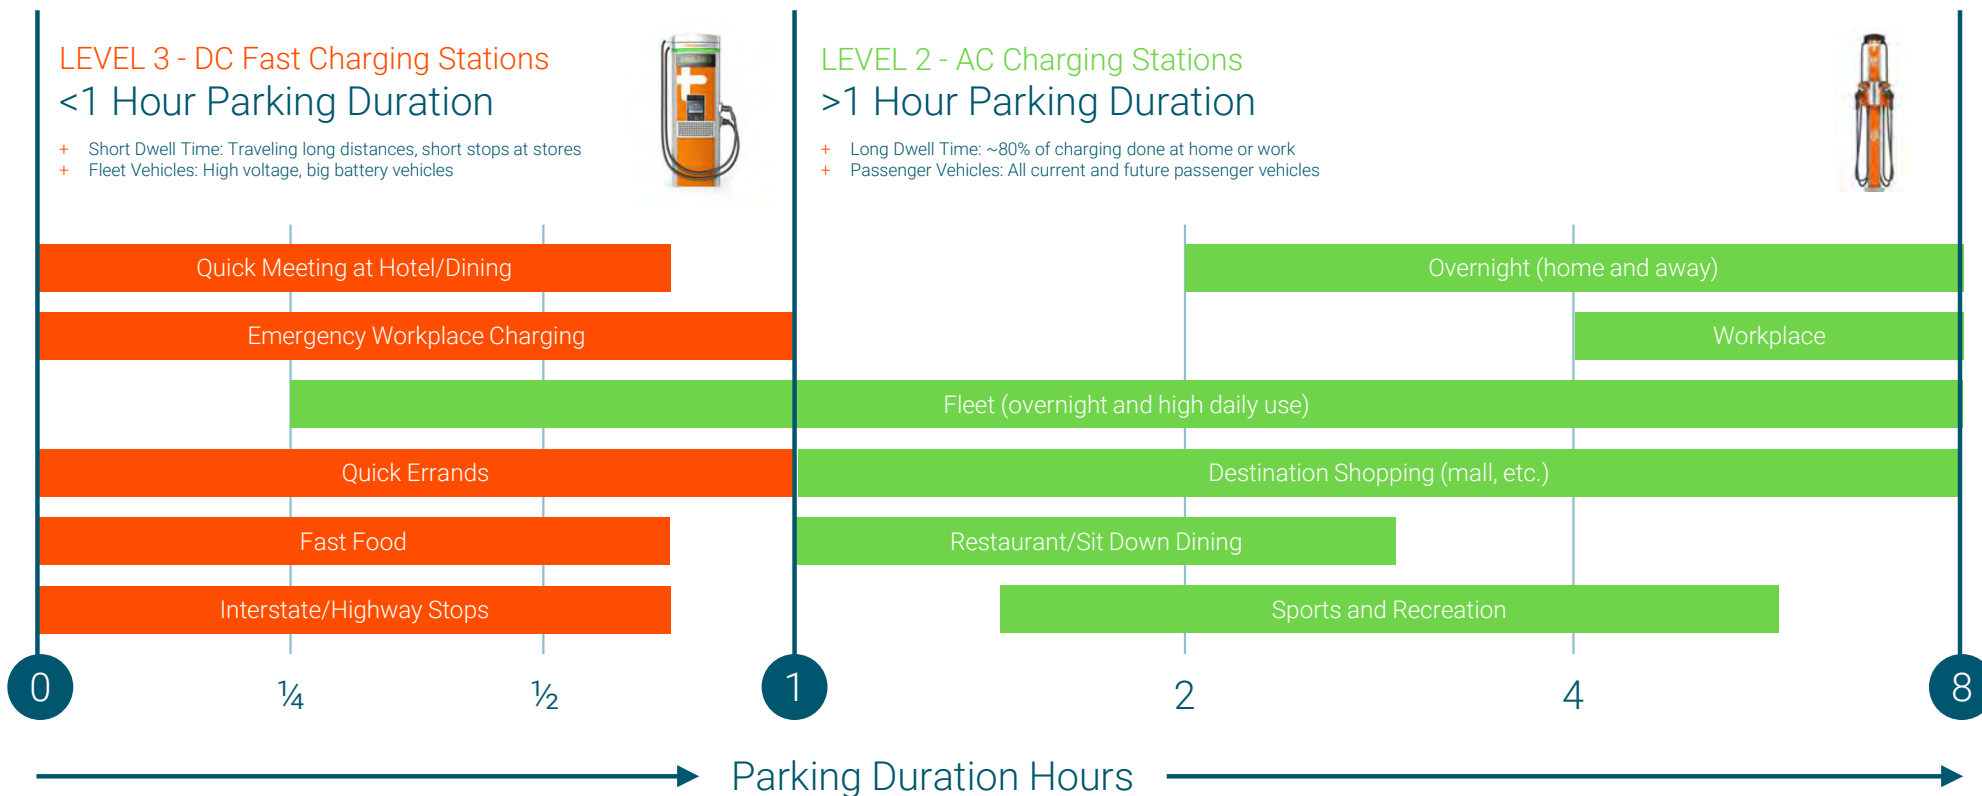 LEVEL 3 - DC Fast Charging Stations
<1 Hour Parking Duration
+ Short Dwell Time: Traveling long distances, short stops at stores
+ Fleet Vehicles: High voltage, big battery vehicles
LEVEL 2 - AC Charging Stations
>1 Hour Parking Duration
+ Long Dwell Time: ~80% of charging done at home or work
+ Passenger Vehicles: All current and future passenger vehicles
Quick Meeting at Hotel/Dining
Overnight (home and away)
Emergency Workplace Charging
Workplace
Fleet (overnight and high daily use)
Quick Errands
Destination Shopping (mall, etc.)
Fast Food
Restaurant/Sit Down Dining
Interstate/Highway Stops
Sports and Recreation
0
¼
½
1
2
4
8
Parking Duration Hours